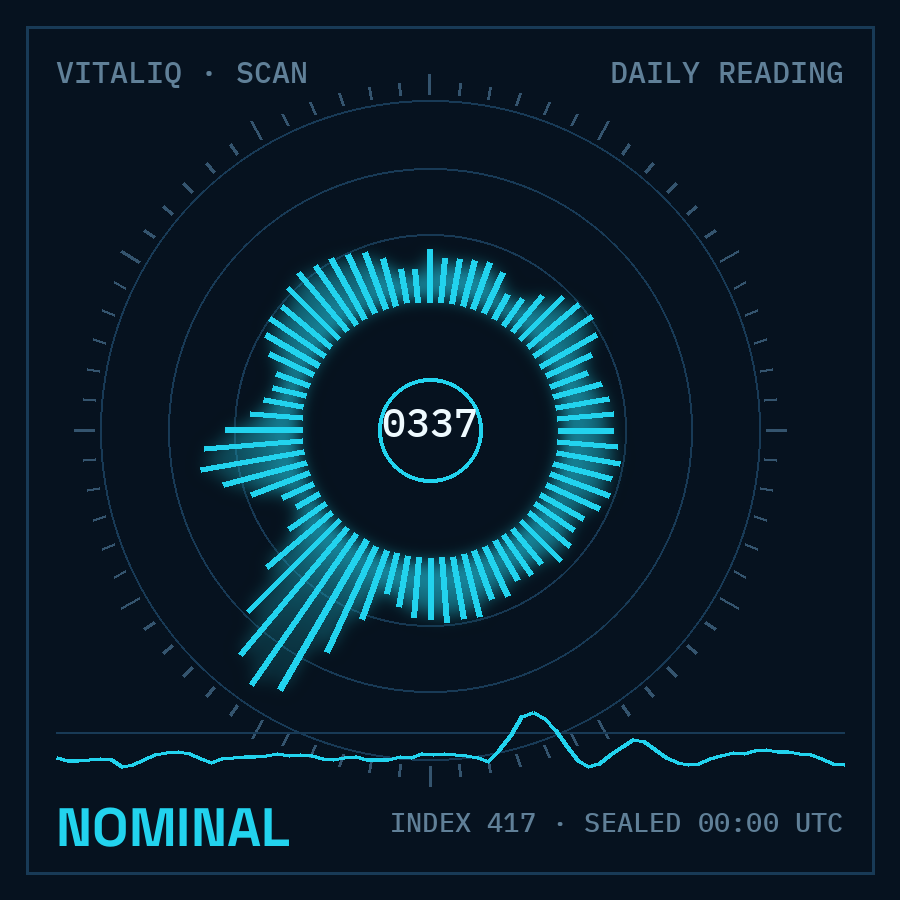 VITALIQ · SCAN
DAILY READING
0337
NOMINAL
INDEX 417 · SEALED 00:00 UTC